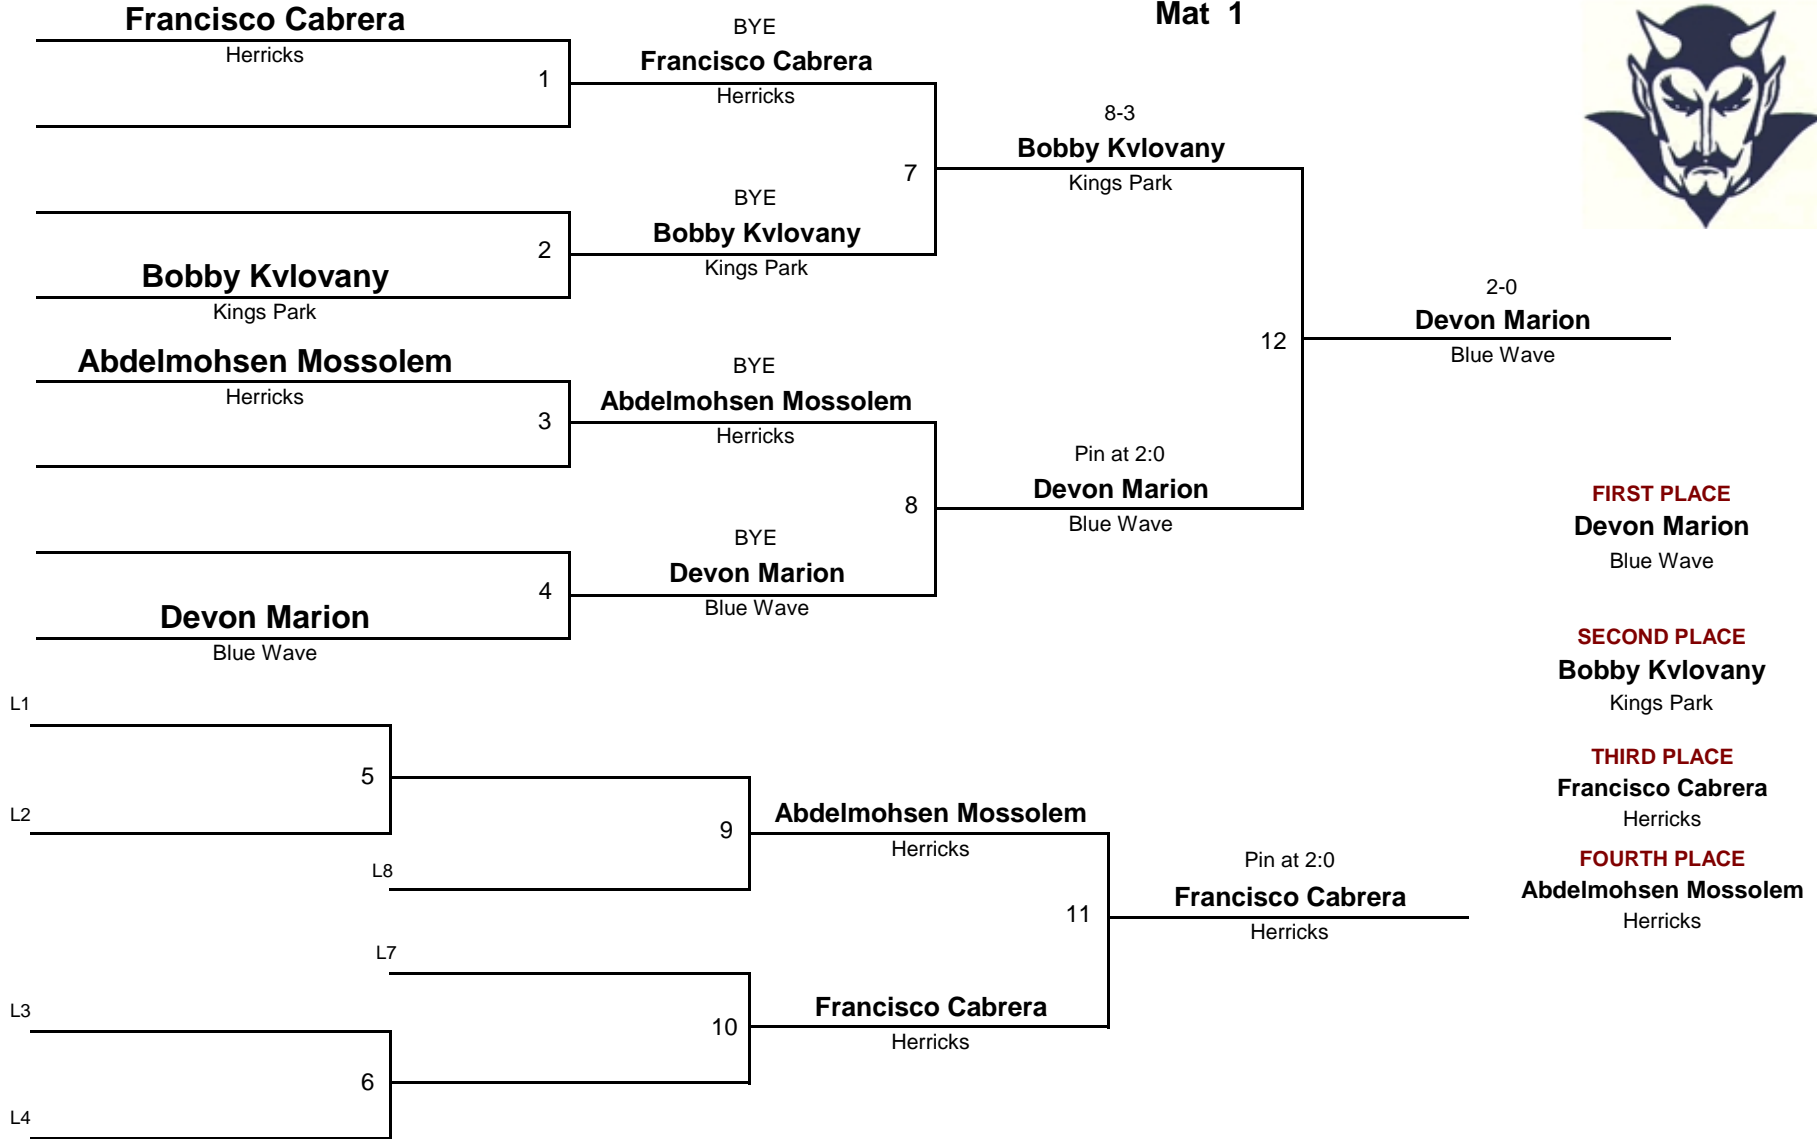 Mat 1
Francisco Cabrera
Herricks
1
BYE
Francisco Cabrera
Herricks
2
Bobby Kvlovany
Kings Park
BYE
Bobby Kvlovany
Kings Park
7
8-3
Bobby Kvlovany
Kings Park
Abdelmohsen Mossolem
Herricks
3
BYE
Abdelmohsen Mossolem
Herricks
4
Devon Marion
Blue Wave
BYE
Devon Marion
Blue Wave
8
Pin at 2:0
Devon Marion
Blue Wave
12
2-0
Devon Marion
Blue Wave
L1
L2
5
L8
9
Abdelmohsen Mossolem
Herricks
L7
L3
L4
6
10
Francisco Cabrera
Herricks
11
Pin at 2:0
Francisco Cabrera
Herricks
FIRST PLACE
Devon Marion
Blue Wave
SECOND PLACE
Bobby Kvlovany
Kings Park
THIRD PLACE
Francisco Cabrera
Herricks
FOURTH PLACE
Abdelmohsen Mossolem
Herricks